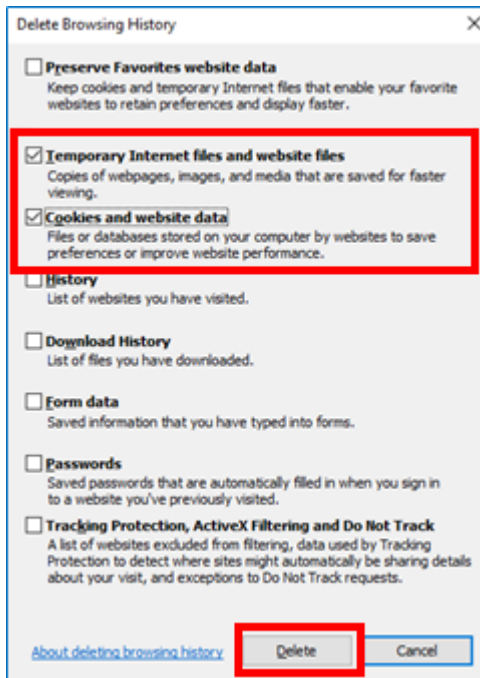 Delete Browsing History
Preserve Favorites website data
Keep cookies and temporary Internet files that enable your favorite
websites to retain preferences and display faster.
Temporary Internet files and website files
Copies of webpages, images, and media that are saved for faster
viewing.
Cookies and website data
Files or databases stored on your computer by websites to save
preferences or improve website performance.
History
List of websites you have visited.
Download History
List of files you have downloaded.
Form data
Saved information that you have typed into forms.
Passwords
Saved passwords that are automatically filled in when you sign in
to a website you've previously visited.
Tracking Protection, ActiveX Filtering and Do Not Track
A list of websites excluded from filtering, data used by Tracking
Protection to detect where sites might automatically be sharing details
about your visit, and exceptions to Do Not Track requests.
About deleting browsing history Delete Cancel